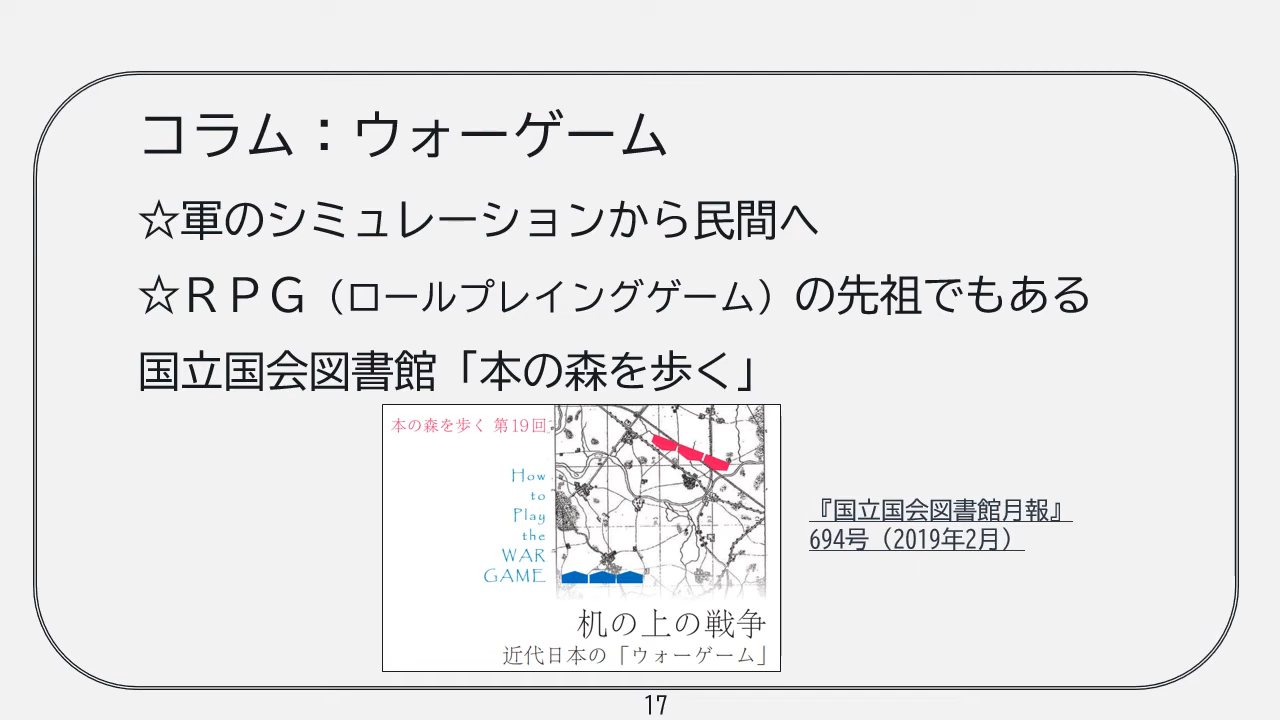 コラム：ウォーゲーム
☆軍のシミュレーションから民間へ
☆ＲＰＧ（ロールプレイングゲーム）の先祖でもある
国立国会図書館「本の森を歩く」
本の森を歩く 第19回
How
to
Play
the
WAR
GAME
机の上の戦争
近代日本の「ウォーゲーム」
『国立国会図書館月報』
694号（2019年2月）
17